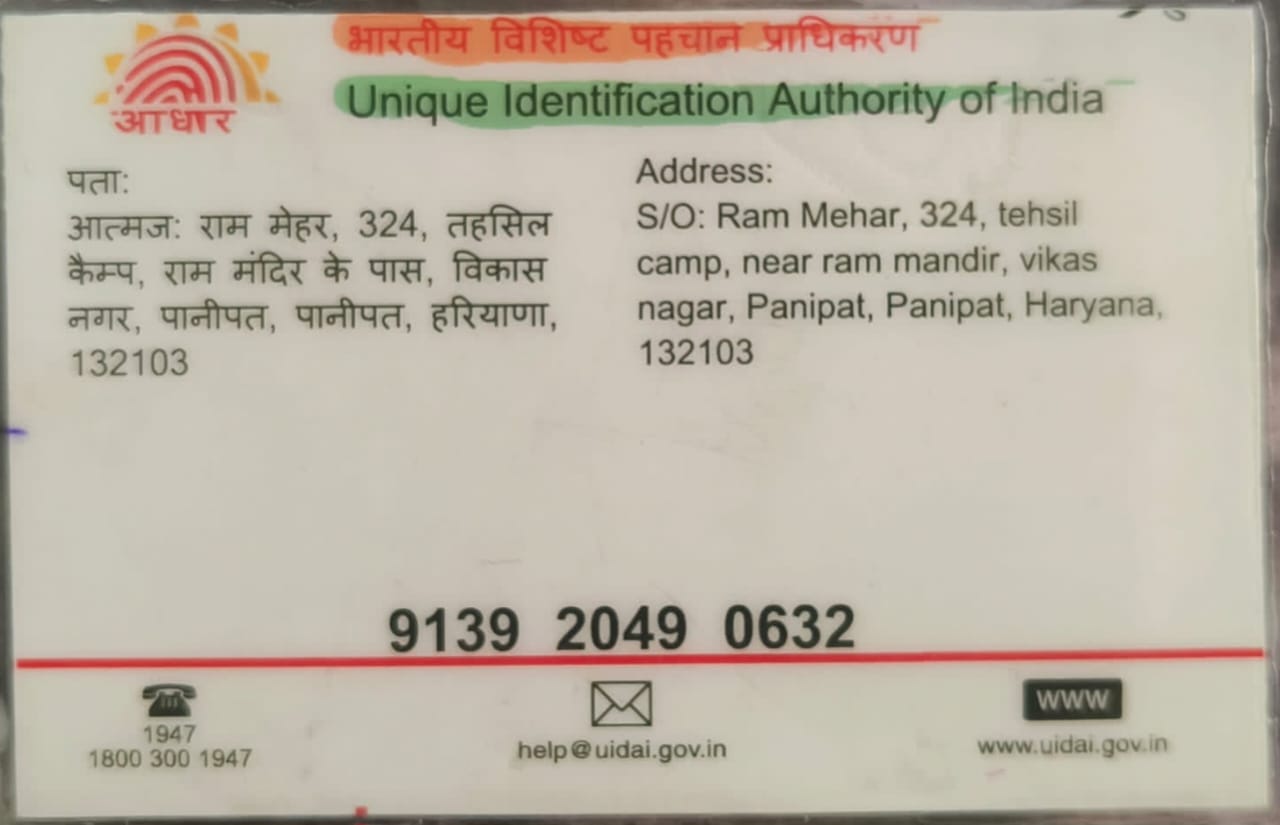 भारतीय विशिष्ट पहचान प्राधिकरण
Unique Identification Authority of India
आधार
पता:
आत्मज: राम मेहर, 324, तहसिल
कैम्प, राम मंदिर के पास, विकास
नगर, पानीपत, पानीपत, हरियाणा,
132103
Address:
S/O: Ram Mehar, 324, tehsil
camp, near ram mandir, vikas
nagar, Panipat, Panipat, Haryana,
132103
9139 2049 0632
1947
1800 300 1947
help@uidai.gov.in
www
www.uidai.gov.in